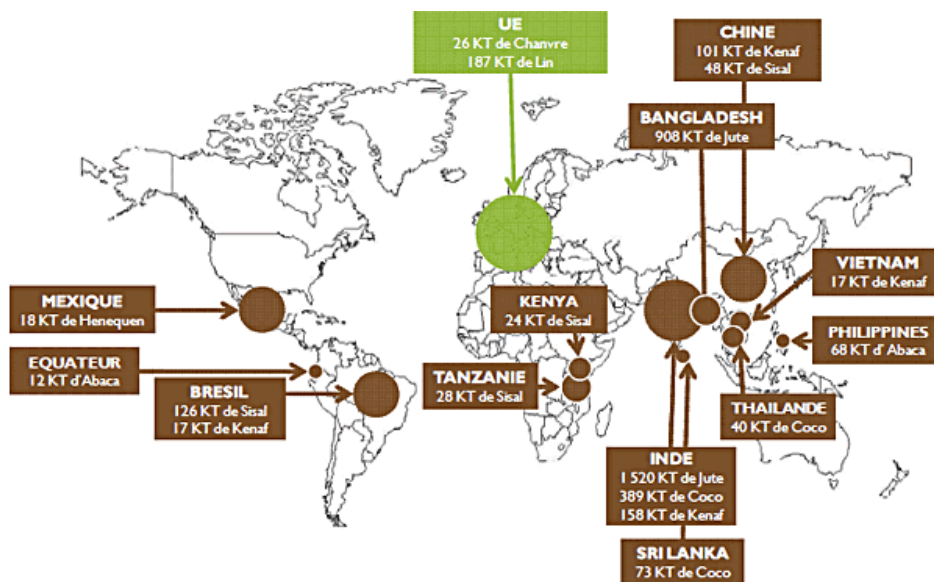 UE
26 KT de Chanvre
187 KT de Lin
CHINE
101 KT de Kenaf
48 KT de Sisal
BANGLADESH
908 KT de Jute
VIETNAM
17 KT de Kenaf
MEXIQUE
18 KT de Henequen
KENYA
24 KT de Sisal
PHILIPPINES
68 KT d' Abaca
EQUATEUR
12 KT d'Abaca
BRESIL
126 KT de Sisal
17 KT de Kenaf
TANZANIE
28 KT de Sisal
THAILANDE
40 KT de Coco
INDE
1 520 KT de Jute
389 KT de Coco
158 KT de Kenaf
SRI LANKA
73 KT de Coco